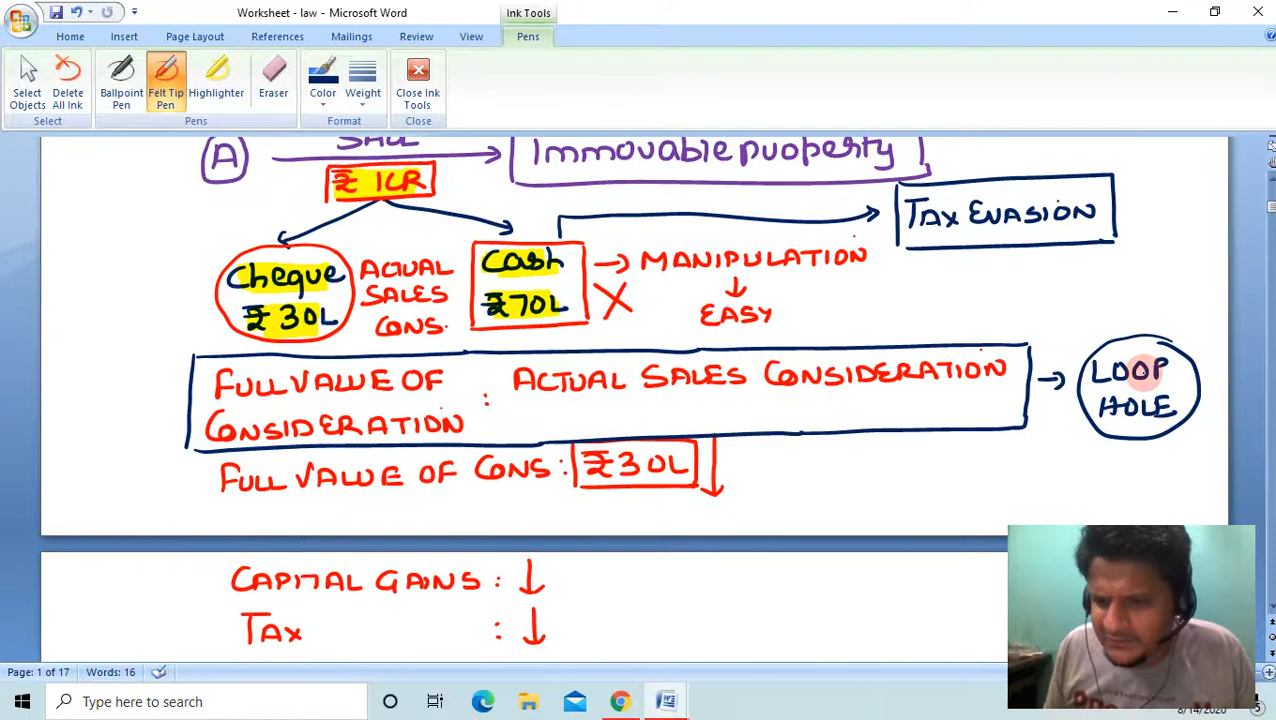 Worksheet - law - Microsoft Word
Ink Tools
Home Insert Page Layout References Mailings Review View Pens
Select Objects
Delete All Ink
Ballpoint Pen
Felt Tip Pen
Highlighter
Eraser
Color
Weight
Close Ink Tools
Select Pens Format Close
A
SALE
Immovable property
₹ 1CR
TAX EVASION
Cheque
₹ 30L
ACTUAL
SALES
CONS.
Cash
₹70L
MANIPULATION
EASY
FULL VALUE OF
CONSIDERATION
: ACTUAL SALES CONSIDERATION
LOOP
HOLE
FULL VALUE OF CONS: ₹30L
CAPITAL GAINS :
TAX :
Page: 1 of 17 Words: 16
Type here to search
8/14/2020